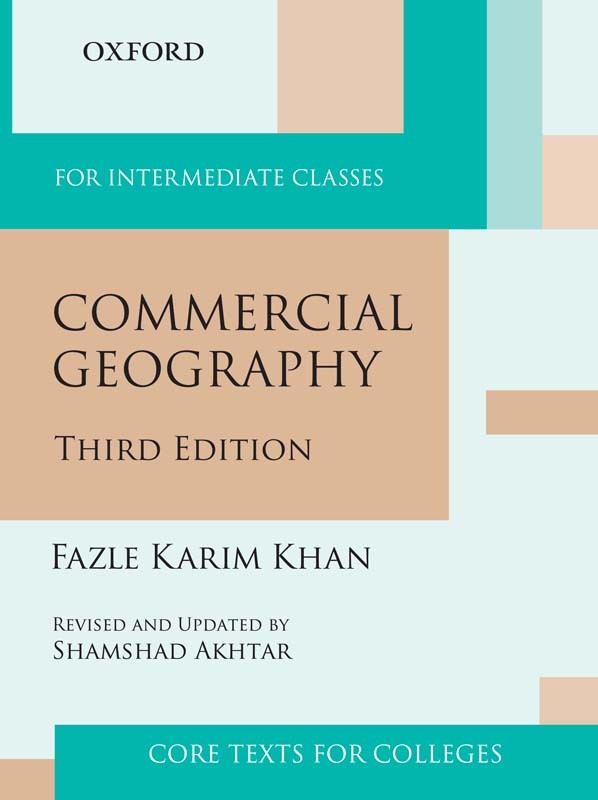 OXFORD
FOR INTERMEDIATE CLASSES
COMMERCIAL
GEOGRAPHY
THIRD EDITION
FAZLE KARIM KHAN
REVISED AND UPDATED BY
SHAMSHAD AKHTAR
CORE TEXTS FOR COLLEGES